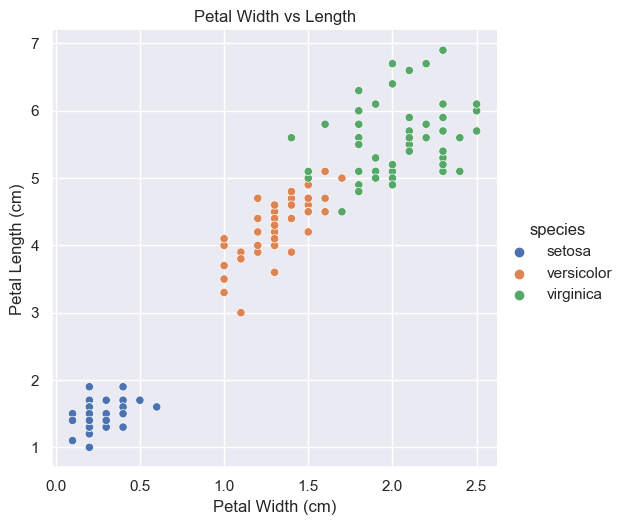 Petal Width vs Length
7
6
5
4
3
2
1
Petal Length (cm)
0.0 0.5 1.0 1.5 2.0 2.5
Petal Width (cm)
species
setosa
versicolor
virginica